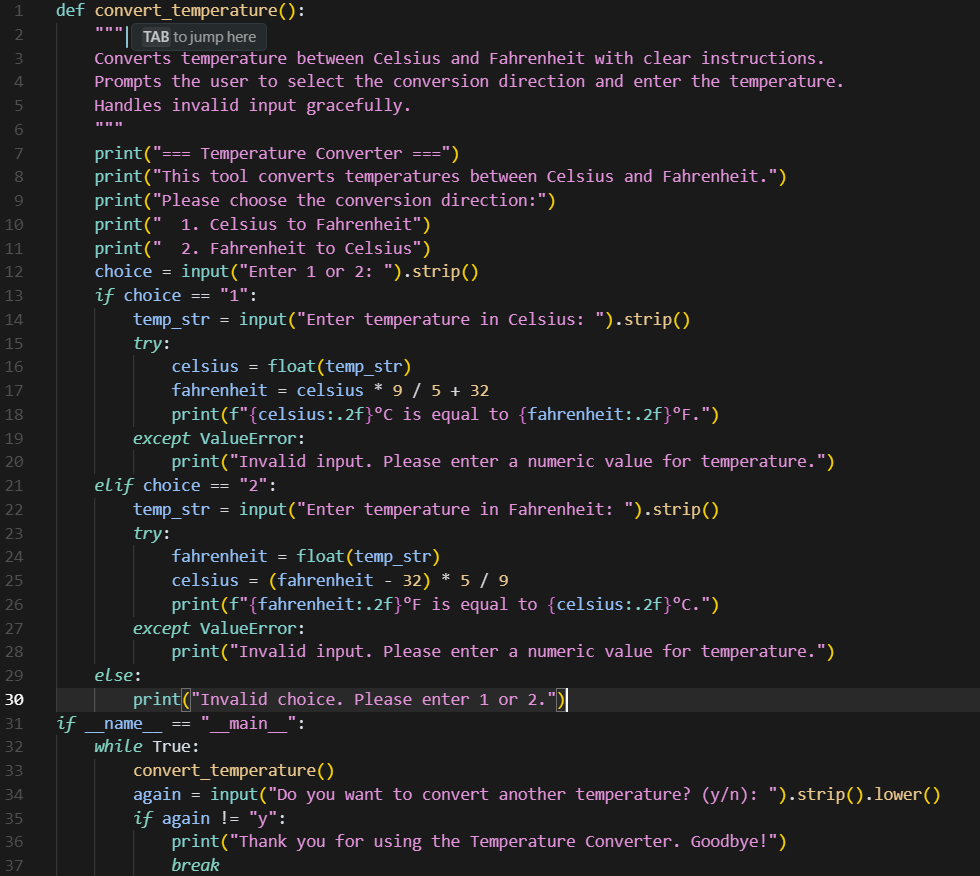 1 def convert_temperature():
2     """ TAB to jump here
3     Converts temperature between Celsius and Fahrenheit with clear instructions.
4     Prompts the user to select the conversion direction and enter the temperature.
5     Handles invalid input gracefully.
6     """
7     print("=== Temperature Converter ===")
8     print("This tool converts temperatures between Celsius and Fahrenheit.")
9     print("Please choose the conversion direction:")
10     print("  1. Celsius to Fahrenheit")
11     print("  2. Fahrenheit to Celsius")
12     choice = input("Enter 1 or 2: ").strip()
13     if choice == "1":
14         temp_str = input("Enter temperature in Celsius: ").strip()
15         try:
16             celsius = float(temp_str)
17             fahrenheit = celsius * 9 / 5 + 32
18             print(f"{celsius:.2f}°C is equal to {fahrenheit:.2f}°F.")
19         except ValueError:
20             print("Invalid input. Please enter a numeric value for temperature.")
21     elif choice == "2":
22         temp_str = input("Enter temperature in Fahrenheit: ").strip()
23         try:
24             fahrenheit = float(temp_str)
25             celsius = (fahrenheit - 32) * 5 / 9
26             print(f"{fahrenheit:.2f}°F is equal to {celsius:.2f}°C.")
27         except ValueError:
28             print("Invalid input. Please enter a numeric value for temperature.")
29     else:
30         print("Invalid choice. Please enter 1 or 2.")
31 if __name__ == "__main__":
32     while True:
33         convert_temperature()
34         again = input("Do you want to convert another temperature? (y/n): ").strip().lower()
35         if again != "y":
36             print("Thank you for using the Temperature Converter. Goodbye!")
37             break